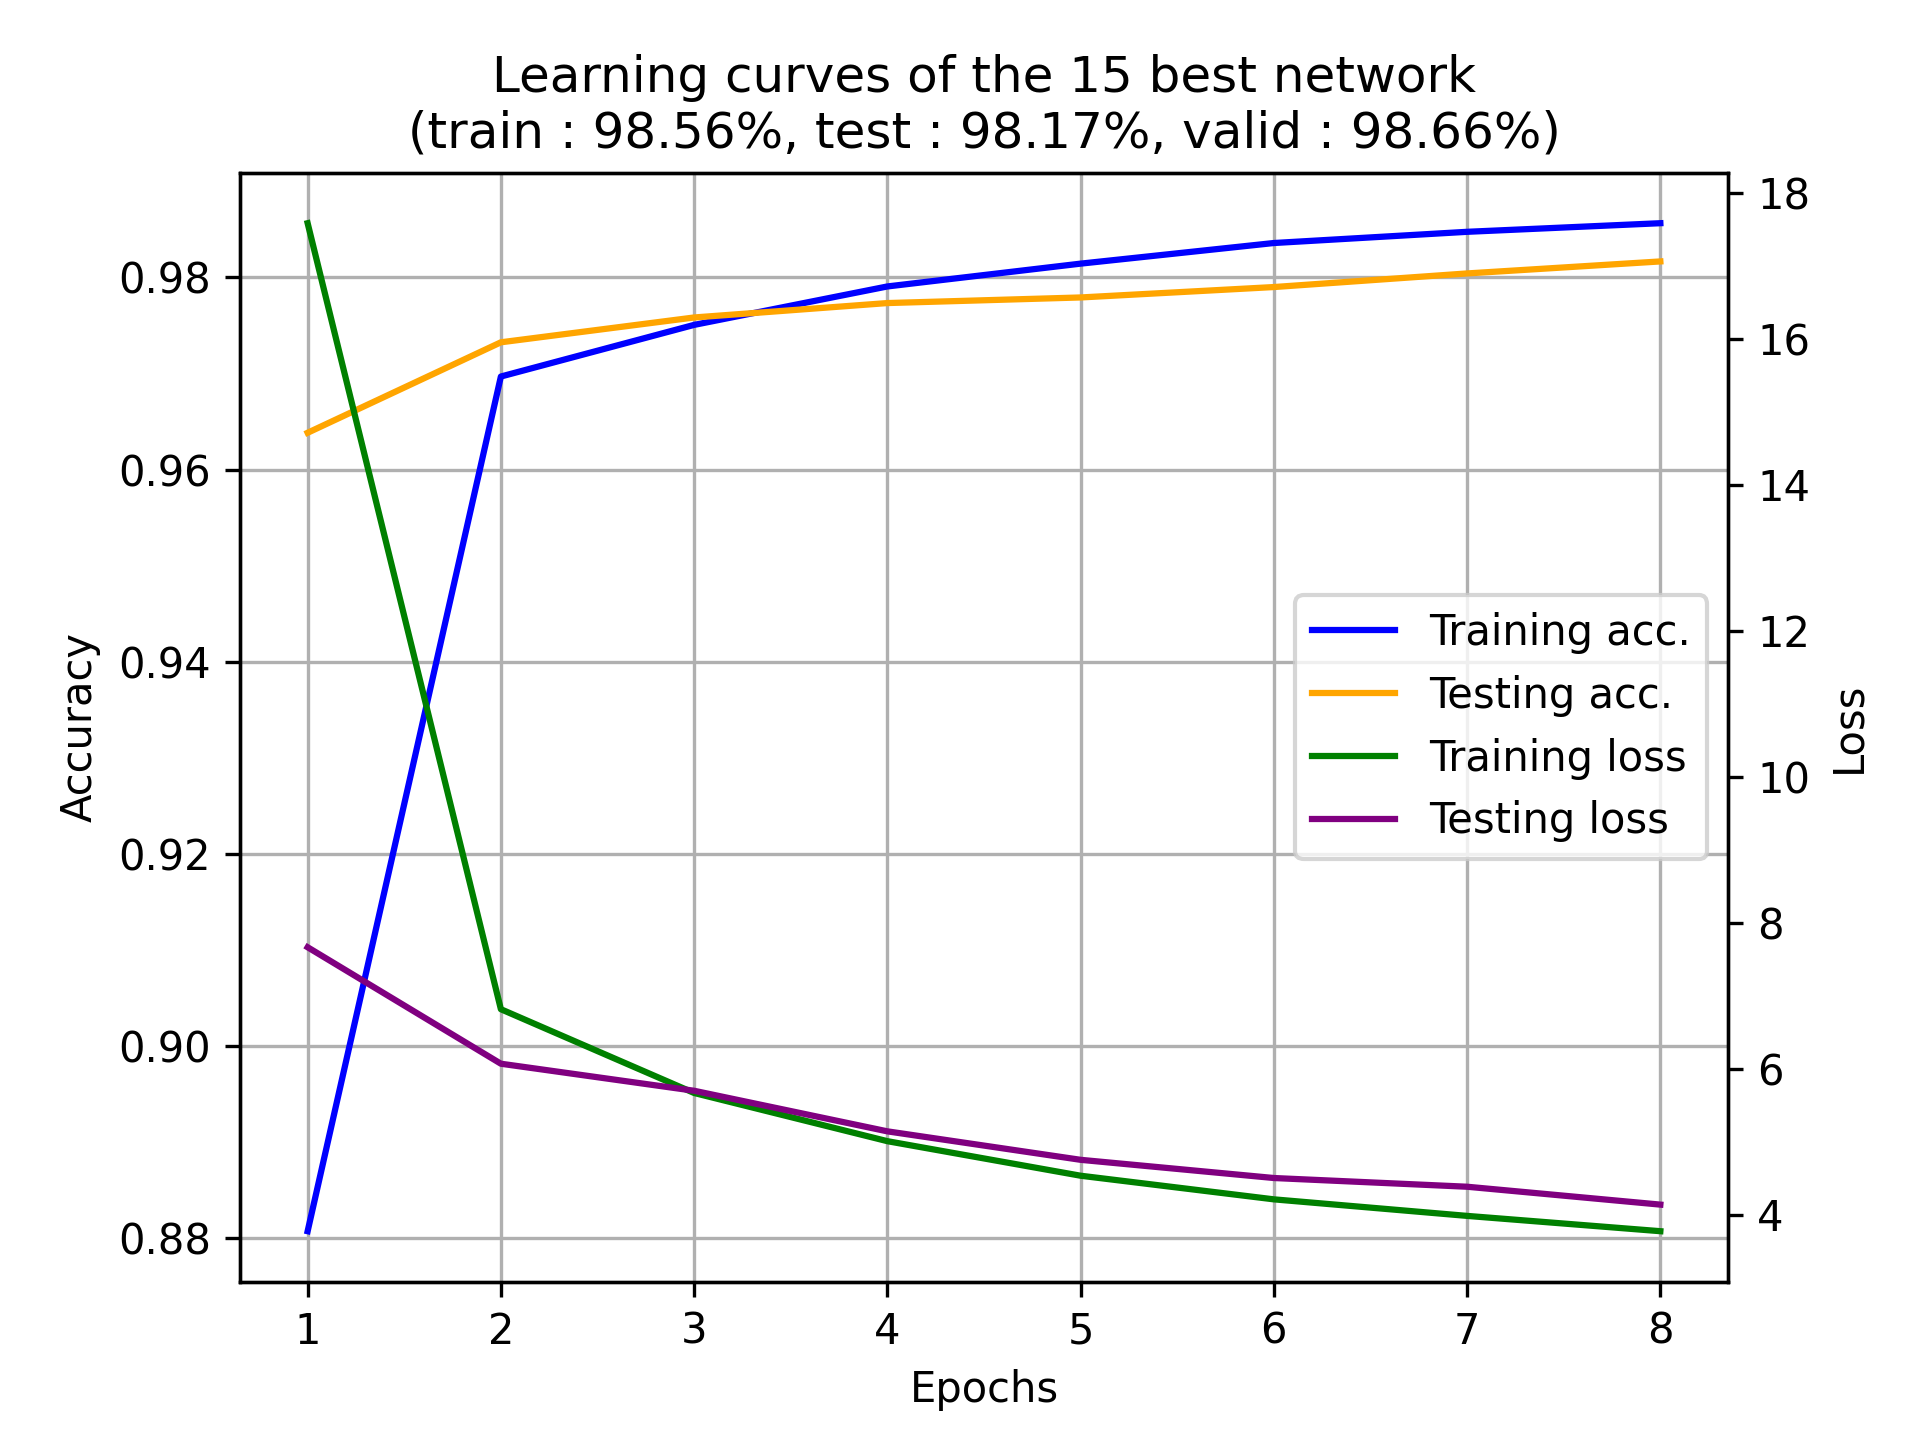 Learning curves of the 15 best network
(train : 98.56%, test : 98.17%, valid : 98.66%)
Accuracy
0.98
0.96
0.94
0.92
0.90
0.88
18
16
14
12
10
8
6
4
Loss
Training acc.
Testing acc.
Training loss
Testing loss
1 2 3 4 5 6 7 8
Epochs